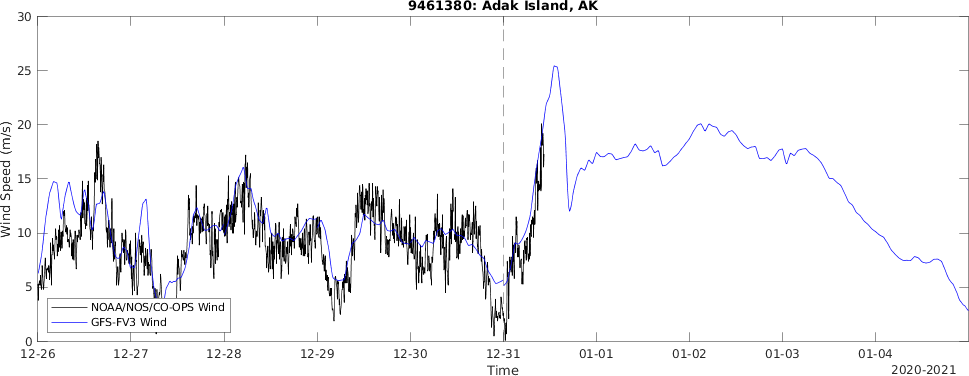 9461380: Adak Island, AK
30
25
20
15
10
5
0
Wind Speed (m/s)
NOAA/NOS/CO-OPS Wind
GFS-FV3 Wind
12-26 12-27 12-28 12-29 12-30 12-31 01-01 01-02 01-03 01-04
Time
2020-2021